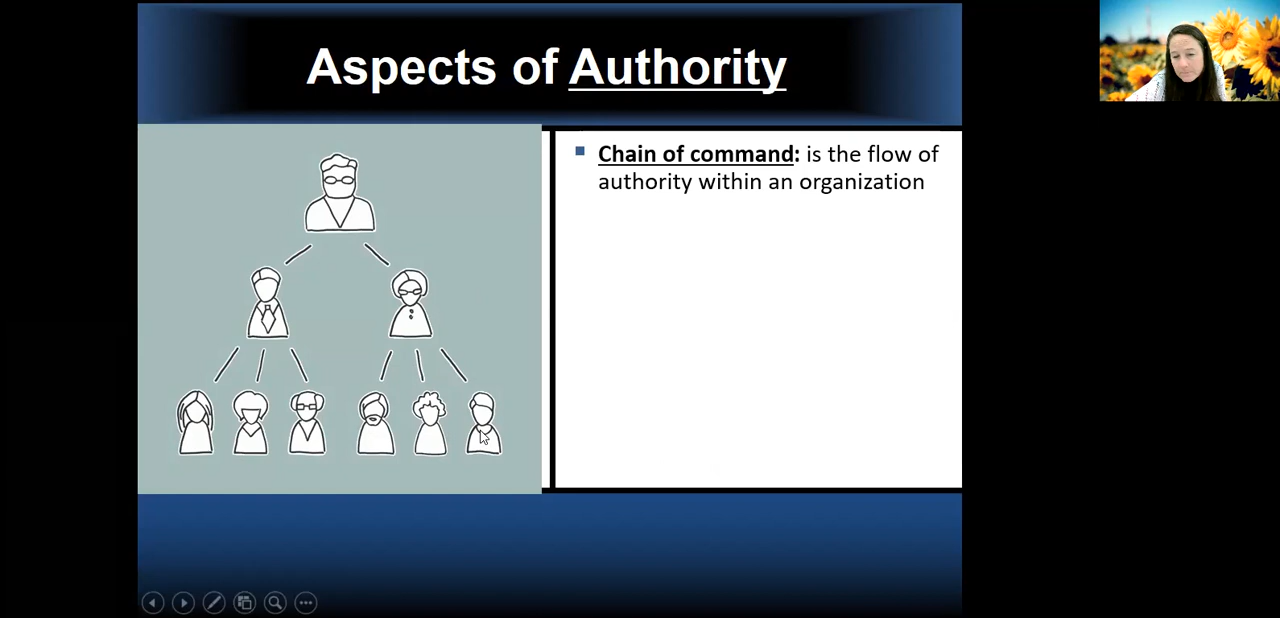 Aspects of Authority
Chain of command: is the flow of
authority within an organization